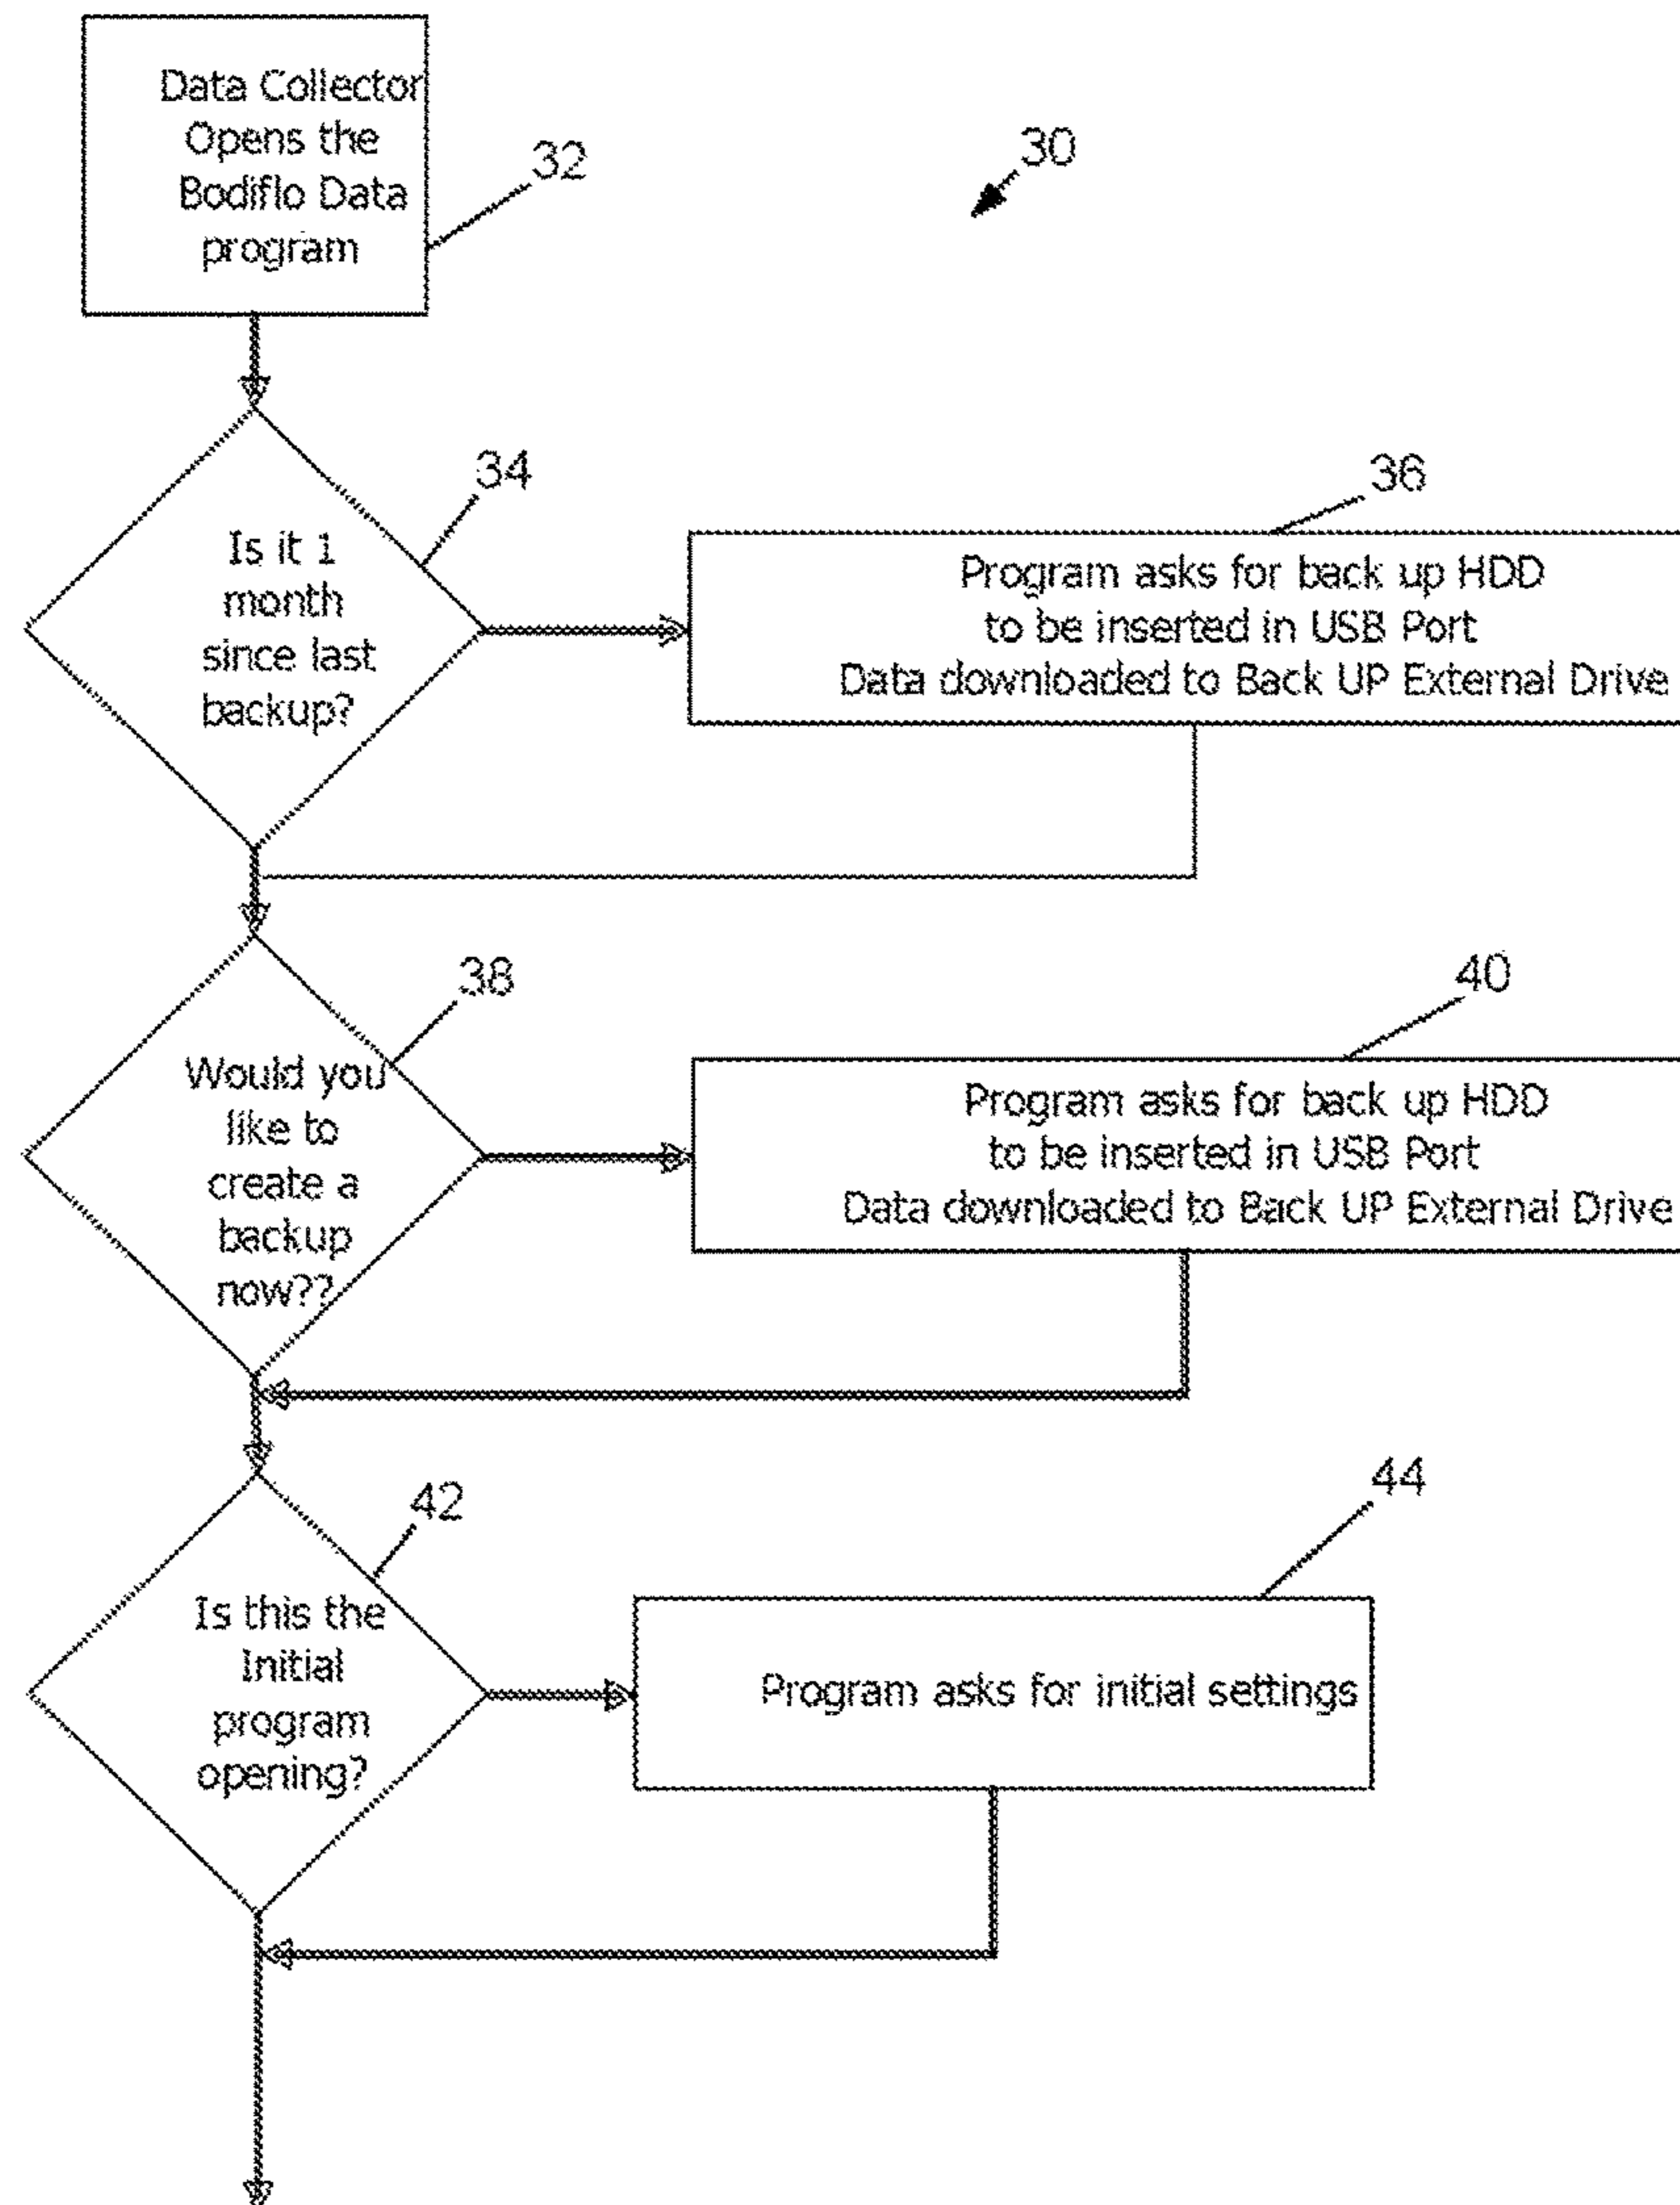 Data Collector
Opens the
Bodiflo Data
program
32
30
34
Is it 1
month
since last
backup?
36
Program asks for back up HDD
to be inserted in USB Port
Data downloaded to Back UP External Drive
38
Would you
like to
create a
backup
now??
40
Program asks for back up HDD
to be inserted in USB Port
Data downloaded to Back UP External Drive
42
Is this the
Initial
program
opening?
44
Program asks for initial settings